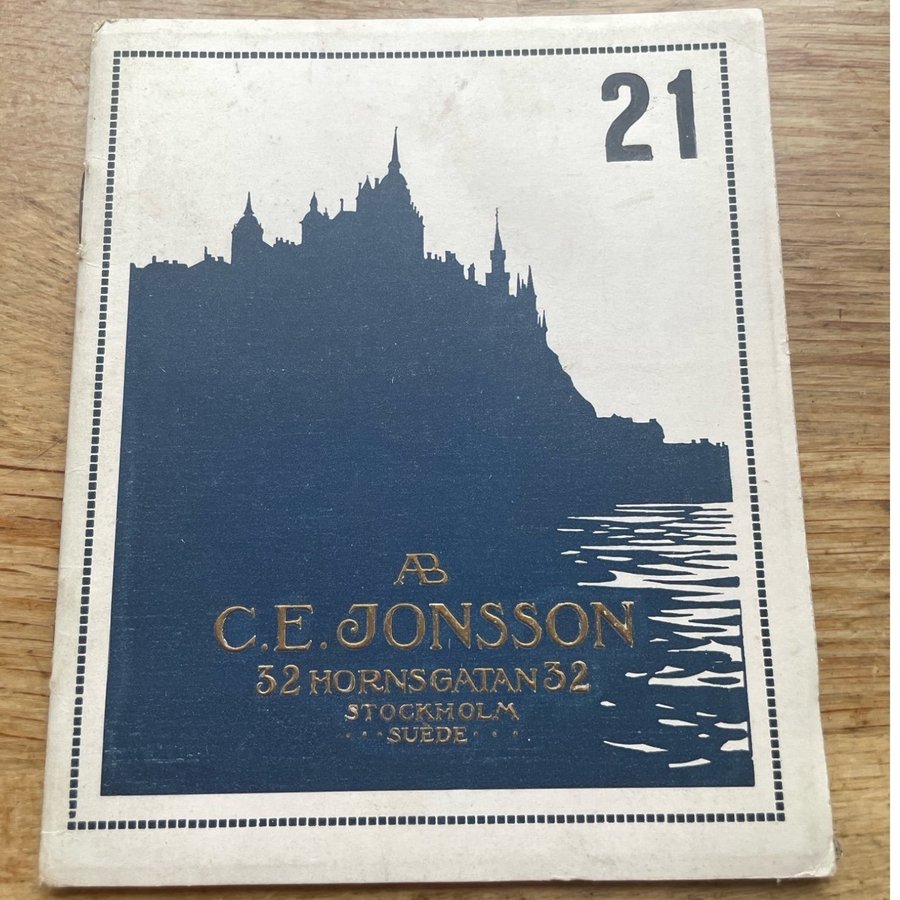 21
AB
C.E. JONSSON
32 HORNSGATAN 32
STOCKHOLM
· · · SUÈDE · · ·